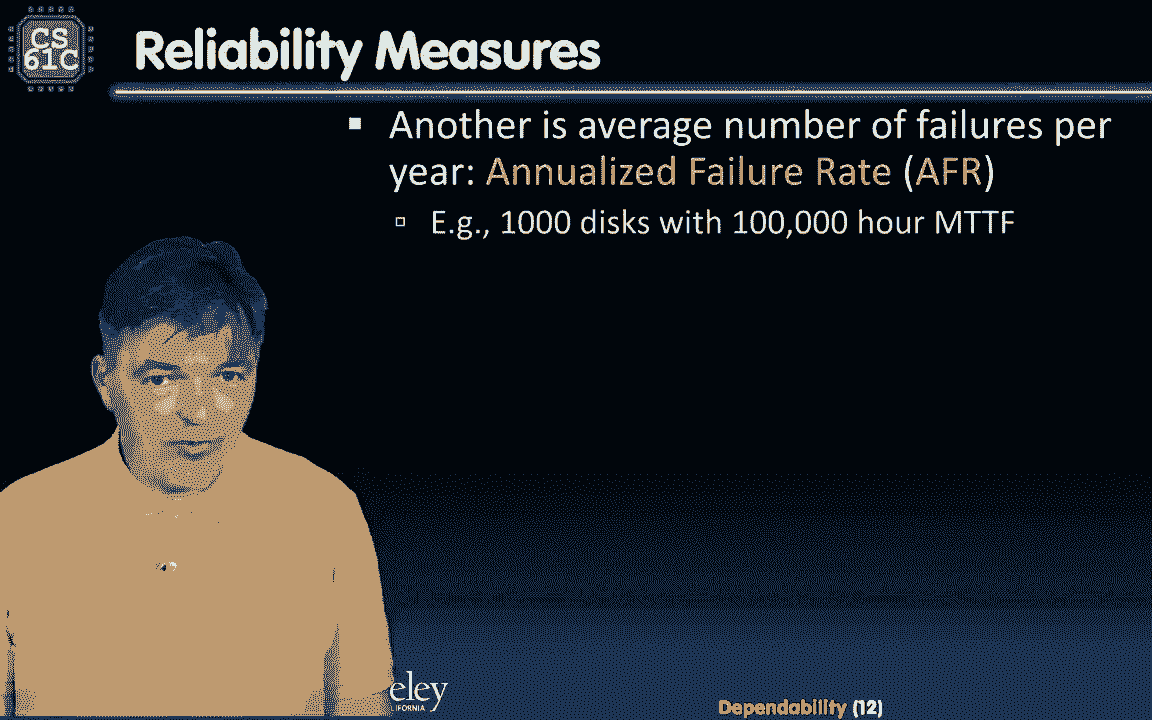 CS
61C
Reliability Measures
▪ Another is average number of failures per
year: Annualized Failure Rate (AFR)
▫ E.g., 1000 disks with 100,000 hour MTTF
eley
LIFORNIA
Dependability (12)